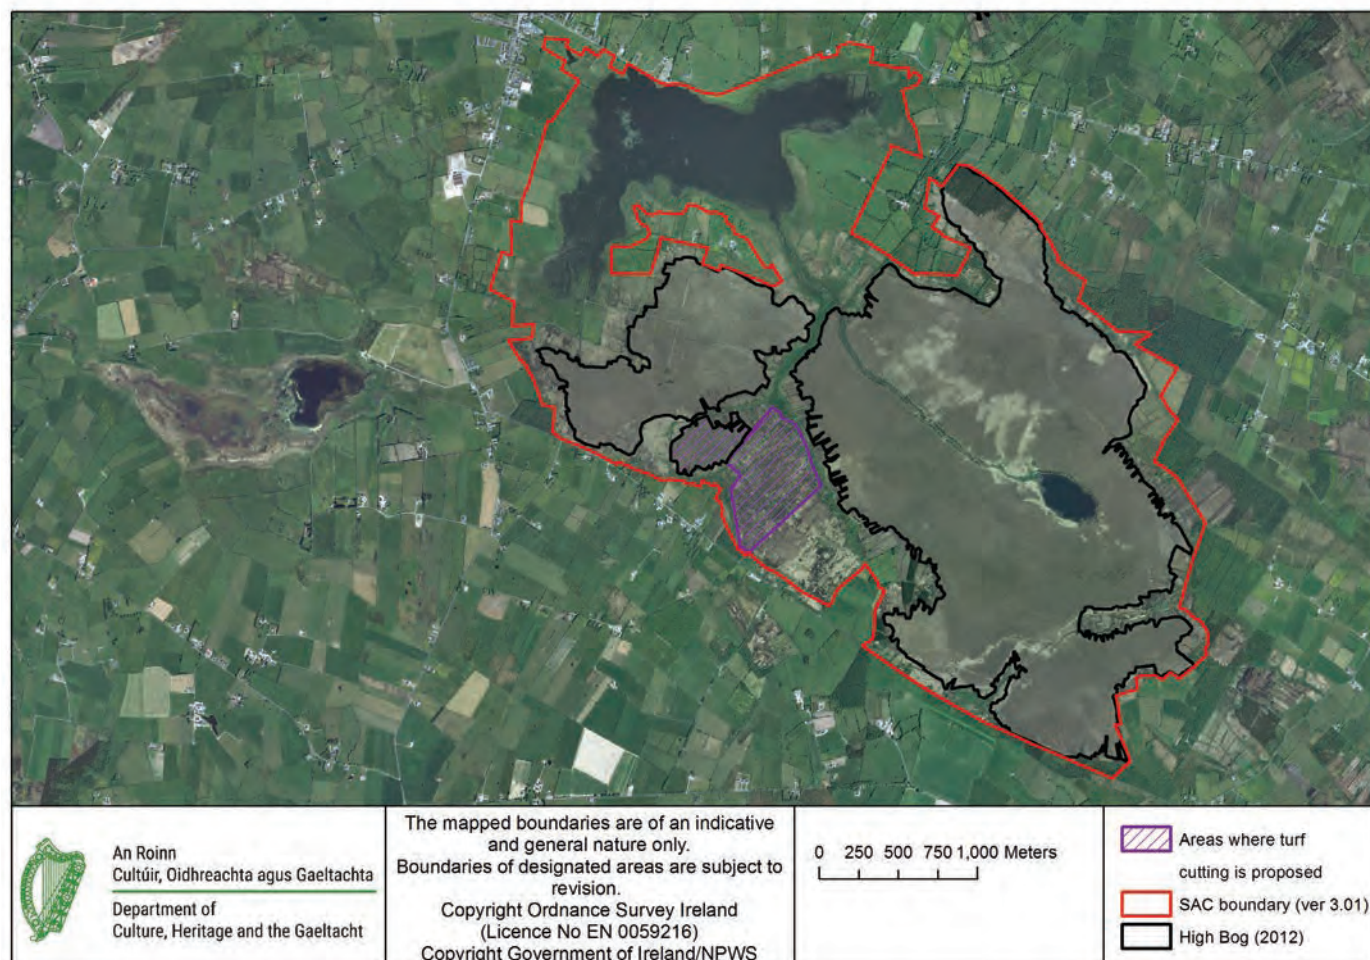 An Roinn
Cultúir, Oidhreachta agus Gaeltachta
Department of
Culture, Heritage and the Gaeltacht
The mapped boundaries are of an indicative
and general nature only.
Boundaries of designated areas are subject to
revision.
Copyright Ordnance Survey Ireland
(Licence No EN 0059216)
Copyright Government of Ireland/NPWS
0 250 500 750 1,000 Meters
Areas where turf
cutting is proposed
SAC boundary (ver 3.01)
High Bog (2012)